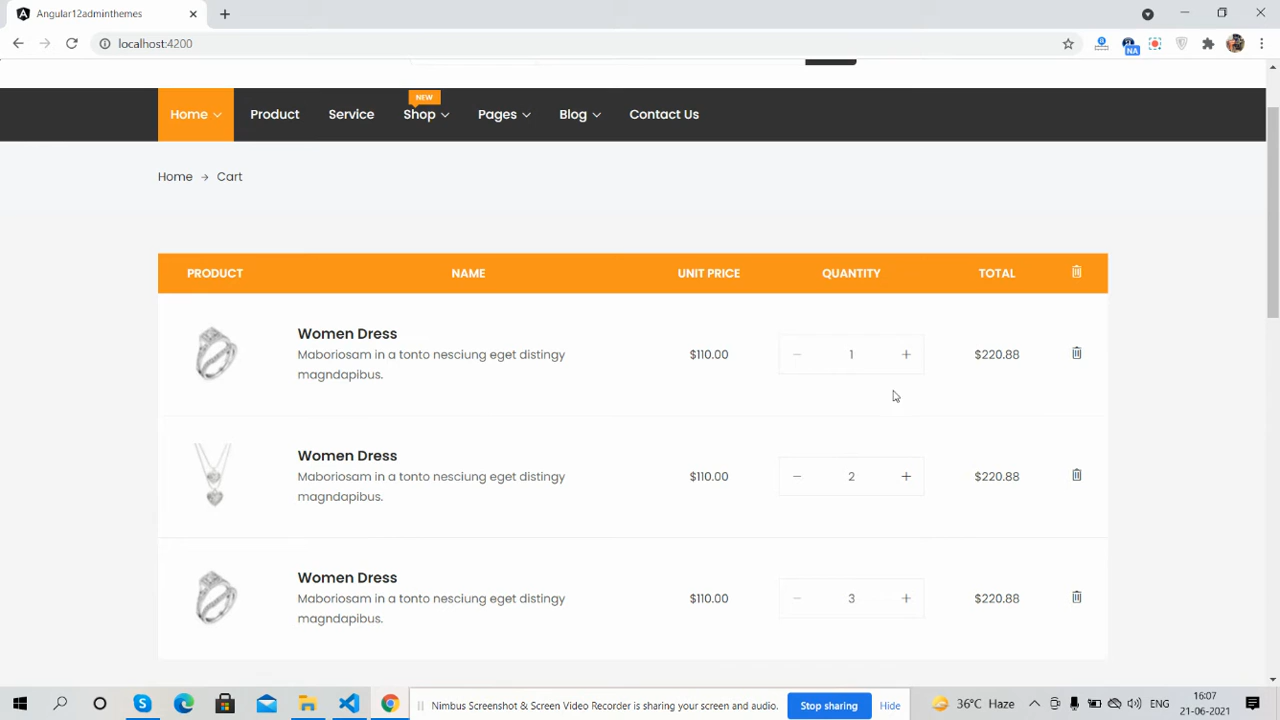 Angular12adminthemes
localhost:4200
NA
NEW
Home Product Service Shop Pages Blog Contact Us
Home → Cart
PRODUCT NAME UNIT PRICE QUANTITY TOTAL
Women Dress
Maboriosam in a tonto nesciung eget distingy
magndapibus.
$110.00 − 1 + $220.88
Women Dress
Maboriosam in a tonto nesciung eget distingy
magndapibus.
$110.00 − 2 + $220.88
Women Dress
Maboriosam in a tonto nesciung eget distingy
magndapibus.
$110.00 − 3 + $220.88
Nimbus Screenshot & Screen Video Recorder is sharing your screen and audio. Stop sharing Hide
36°C Haze
ENG
16:07
21-06-2021